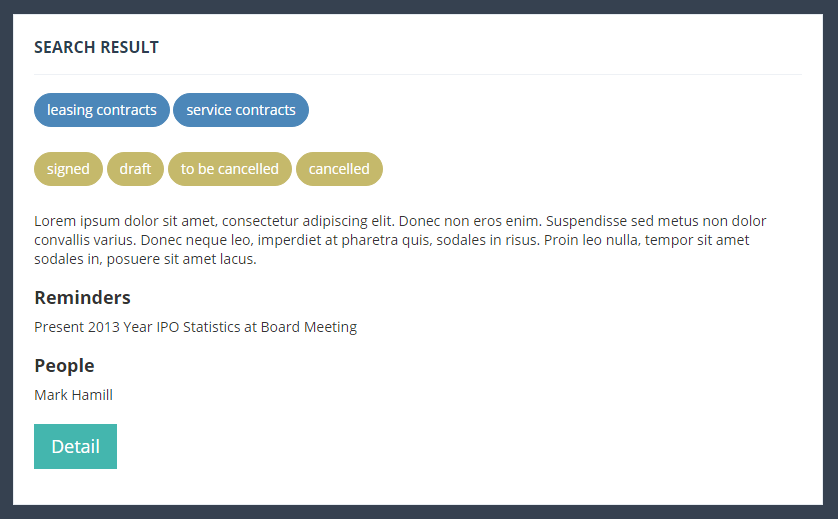 SEARCH RESULT
leasing contracts service contracts
signed draft to be cancelled cancelled
Lorem ipsum dolor sit amet, consectetur adipiscing elit. Donec non eros enim. Suspendisse sed metus non dolor
convallis varius. Donec neque leo, imperdiet at pharetra quis, sodales in risus. Proin leo nulla, tempor sit amet
sodales in, posuere sit amet lacus.
Reminders
Present 2013 Year IPO Statistics at Board Meeting
People
Mark Hamill
Detail